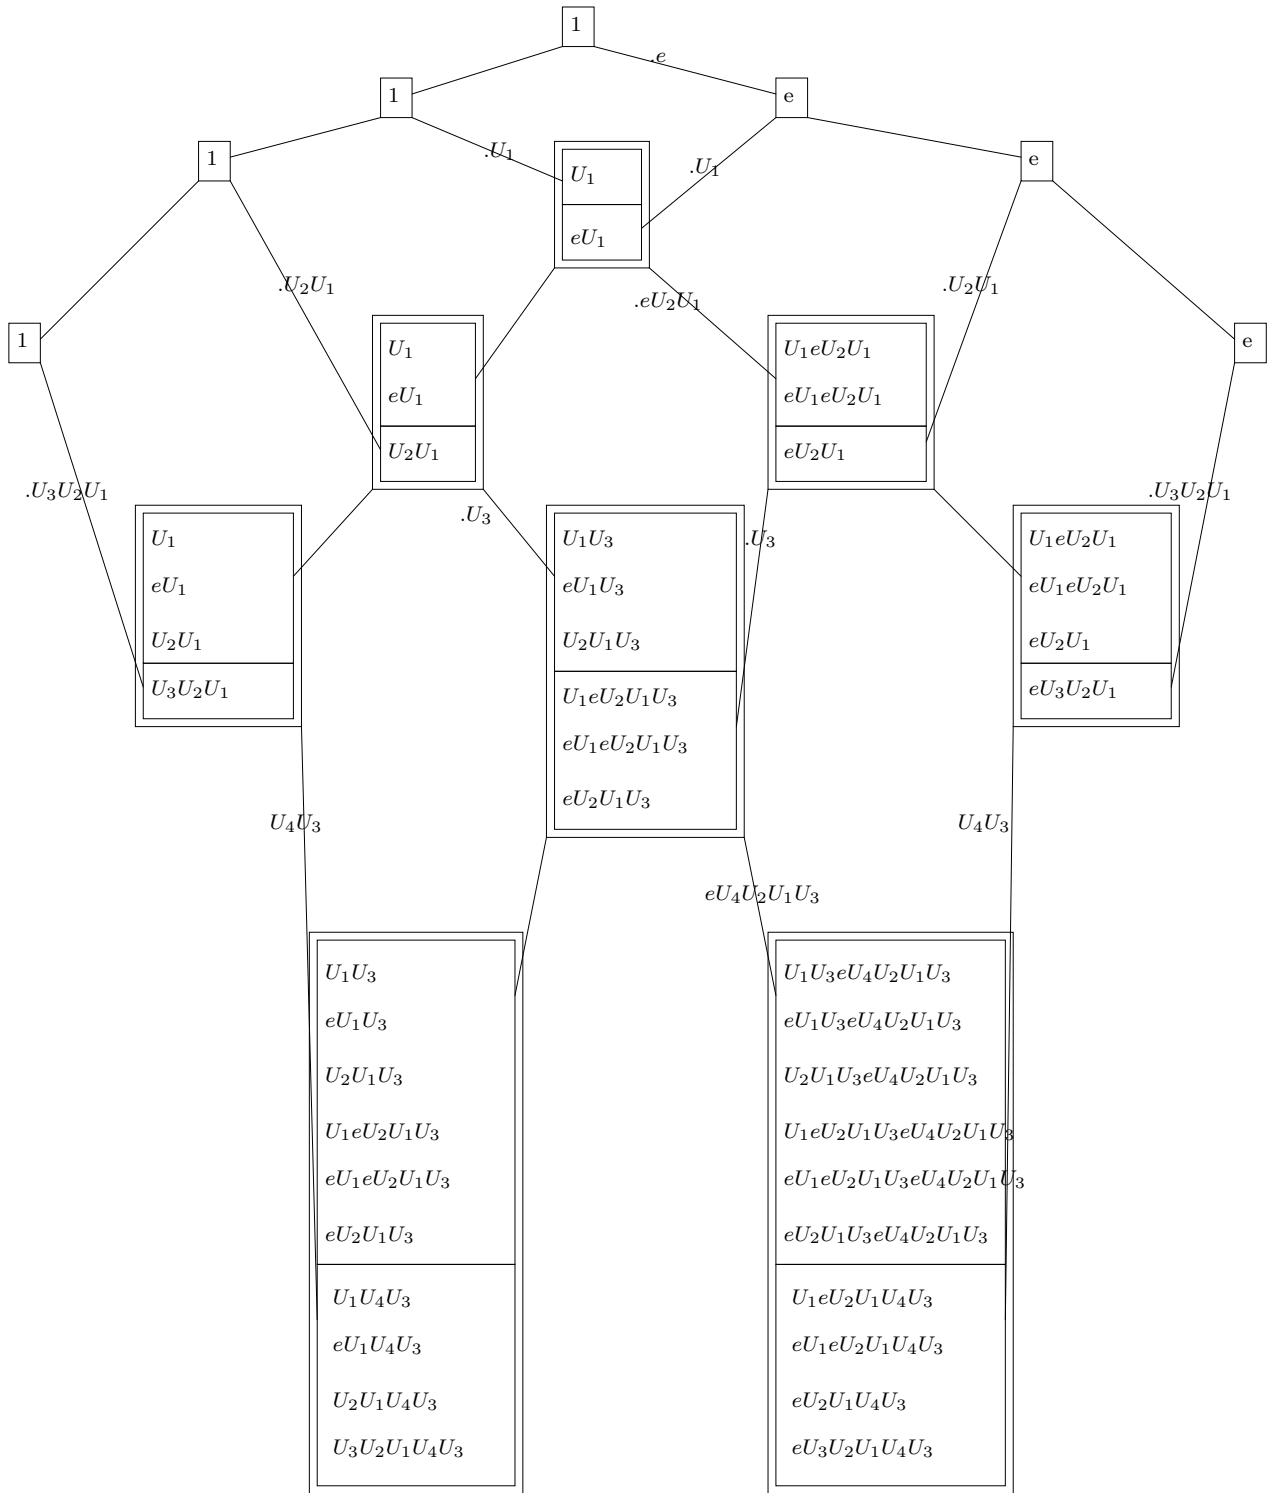 1
.e
1
e
.U₁
1
.U₁
e
U₁
eU₁
.U₂U₁
.eU₂U₁
.U₂U₁
1
e
U₁
eU₁
U₂U₁
U₁eU₂U₁
eU₁eU₂U₁
eU₂U₁
.U₃U₂U₁
.U₃U₂U₁
.U₃
.U₃
U₁
eU₁
U₂U₁
U₃U₂U₁
U₁U₃
eU₁U₃
U₂U₁U₃
U₁eU₂U₁U₃
eU₁eU₂U₁U₃
eU₂U₁U₃
U₁eU₂U₁
eU₁eU₂U₁
eU₂U₁
eU₃U₂U₁
U₄U₃
U₄U₃
eU₄U₂U₁U₃
U₁U₃
eU₁U₃
U₂U₁U₃
U₁eU₂U₁U₃
eU₁eU₂U₁U₃
eU₂U₁U₃
U₁U₄U₃
eU₁U₄U₃
U₂U₁U₄U₃
U₃U₂U₁U₄U₃
U₁U₃eU₄U₂U₁U₃
eU₁U₃eU₄U₂U₁U₃
U₂U₁U₃eU₄U₂U₁U₃
U₁eU₂U₁U₃eU₄U₂U₁U₃
eU₁eU₂U₁U₃eU₄U₂U₁U₃
eU₂U₁U₃eU₄U₂U₁U₃
U₁eU₂U₁U₄U₃
eU₁eU₂U₁U₄U₃
eU₂U₁U₄U₃
eU₃U₂U₁U₄U₃